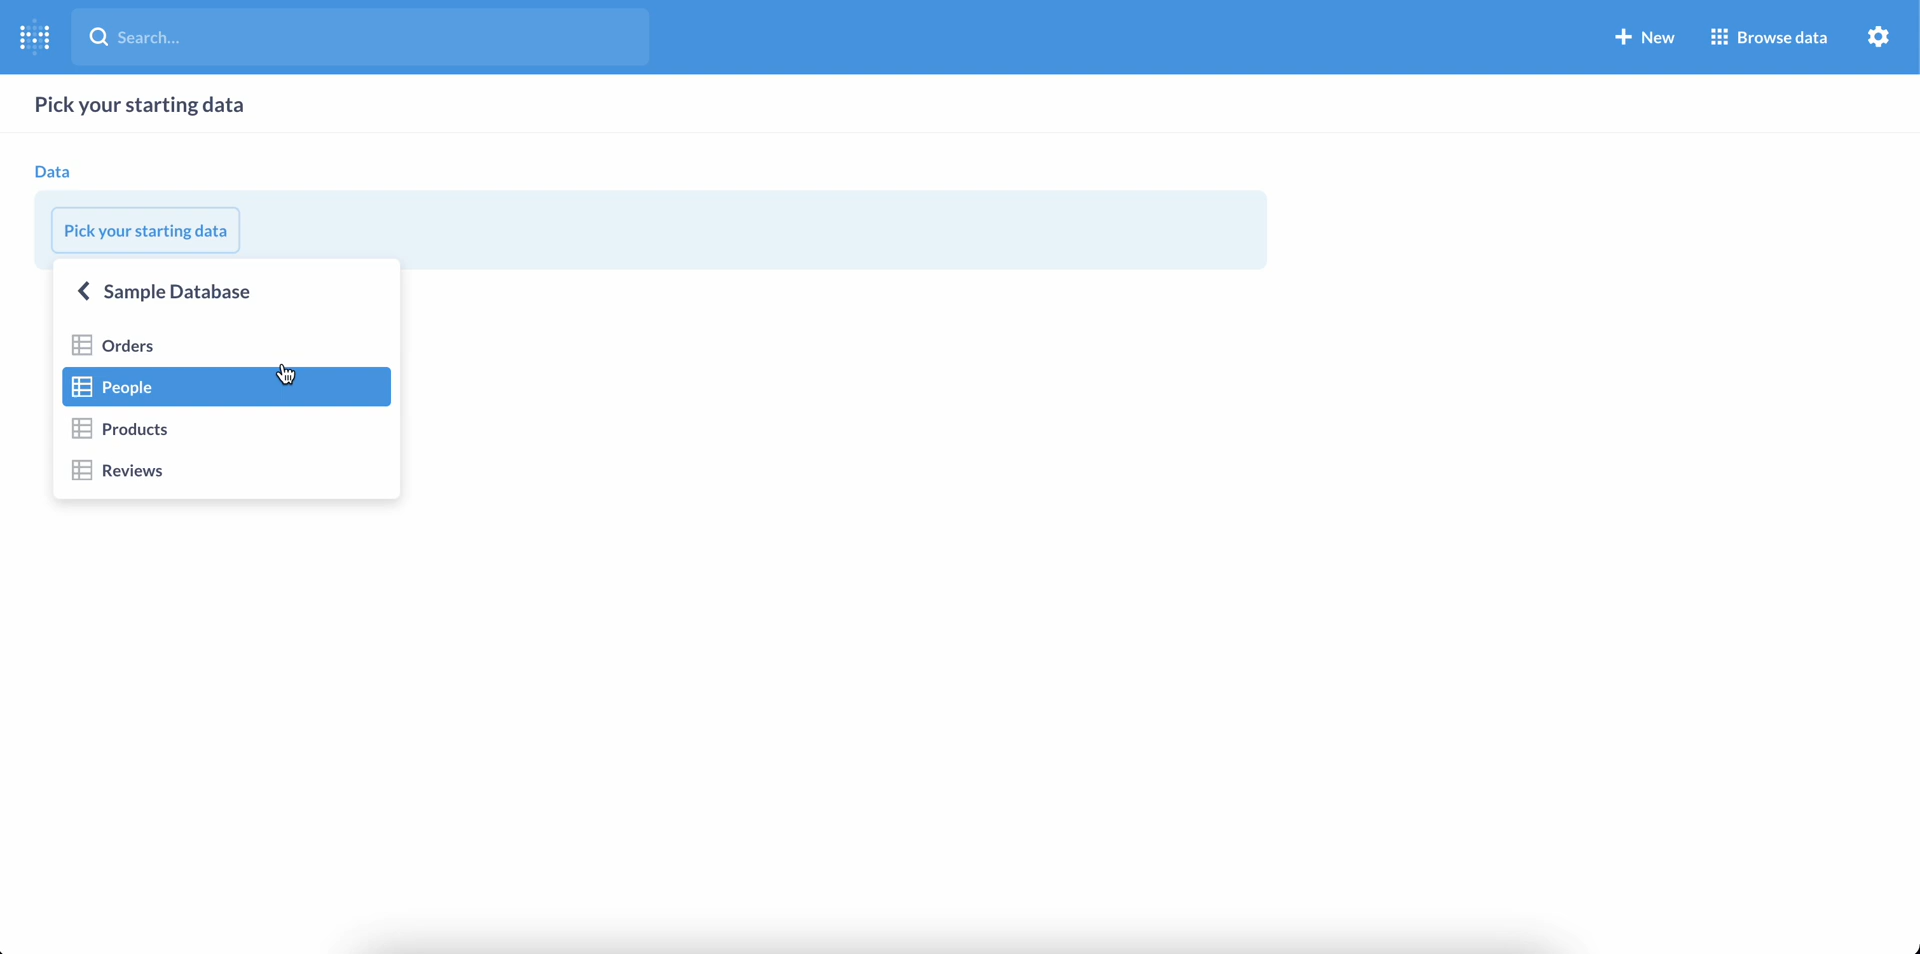 Search...
New
Browse data
Pick your starting data
Data
Pick your starting data
Sample Database
Orders
People
Products
Reviews